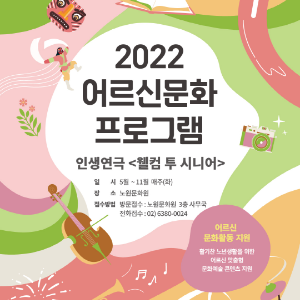 2022
어르신문화
프로그램
인생연극 <웰컴 투 시니어>
일 시 5월 ~ 11월 매주(화)
장 소 노원문화원
접수방법 방문접수 : 노원문화원 3층 사무국
전화접수 : 02) 6380-0024
어르신
문화활동 지원
활기찬 노년생활을 위한
어르신 맞춤형
문화예술 콘텐츠 지원